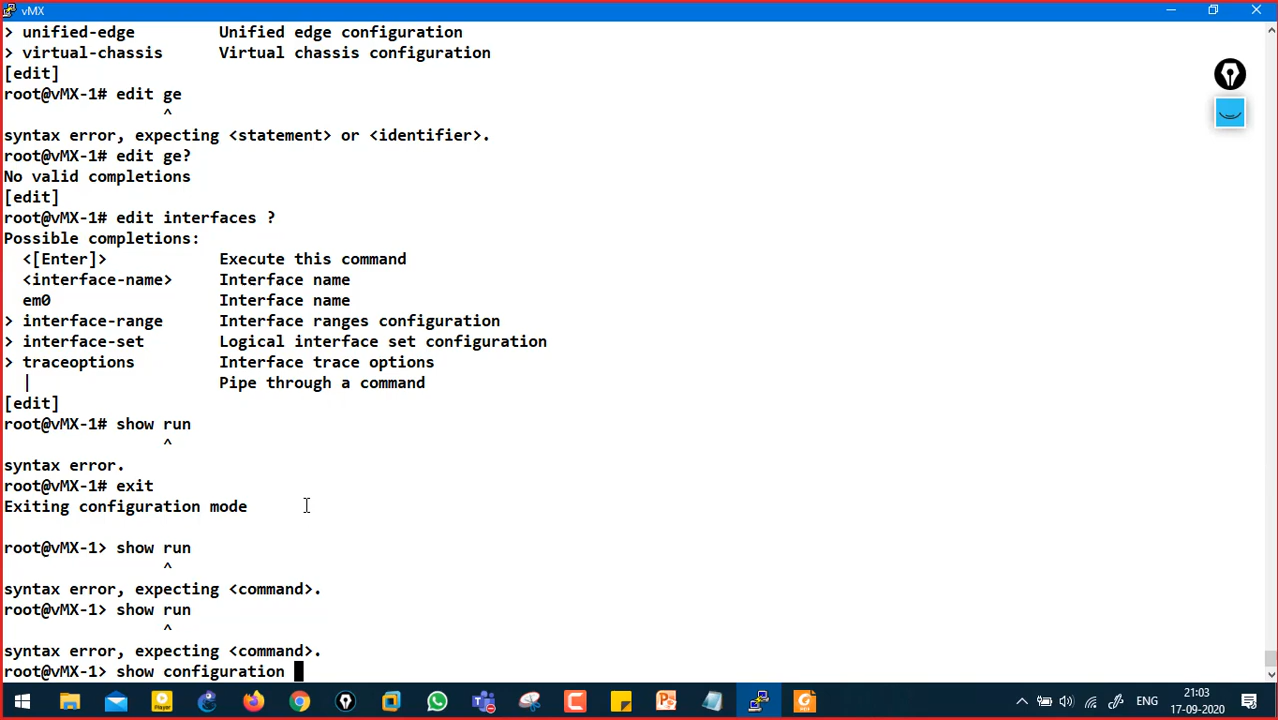 vMX
> unified-edge Unified edge configuration
> virtual-chassis Virtual chassis configuration
[edit]
root@vMX-1# edit ge
^
syntax error, expecting <statement> or <identifier>.
root@vMX-1# edit ge?
No valid completions
[edit]
root@vMX-1# edit interfaces ?
Possible completions:
<[Enter]> Execute this command
<interface-name> Interface name
em0 Interface name
> interface-range Interface ranges configuration
> interface-set Logical interface set configuration
> traceoptions Interface trace options
| Pipe through a command
[edit]
root@vMX-1# show run
^
syntax error.
root@vMX-1# exit
Exiting configuration mode
root@vMX-1> show run
^
syntax error, expecting <command>.
root@vMX-1> show run
^
syntax error, expecting <command>.
root@vMX-1> show configuration
Player
ENG
21:03
17-09-2020